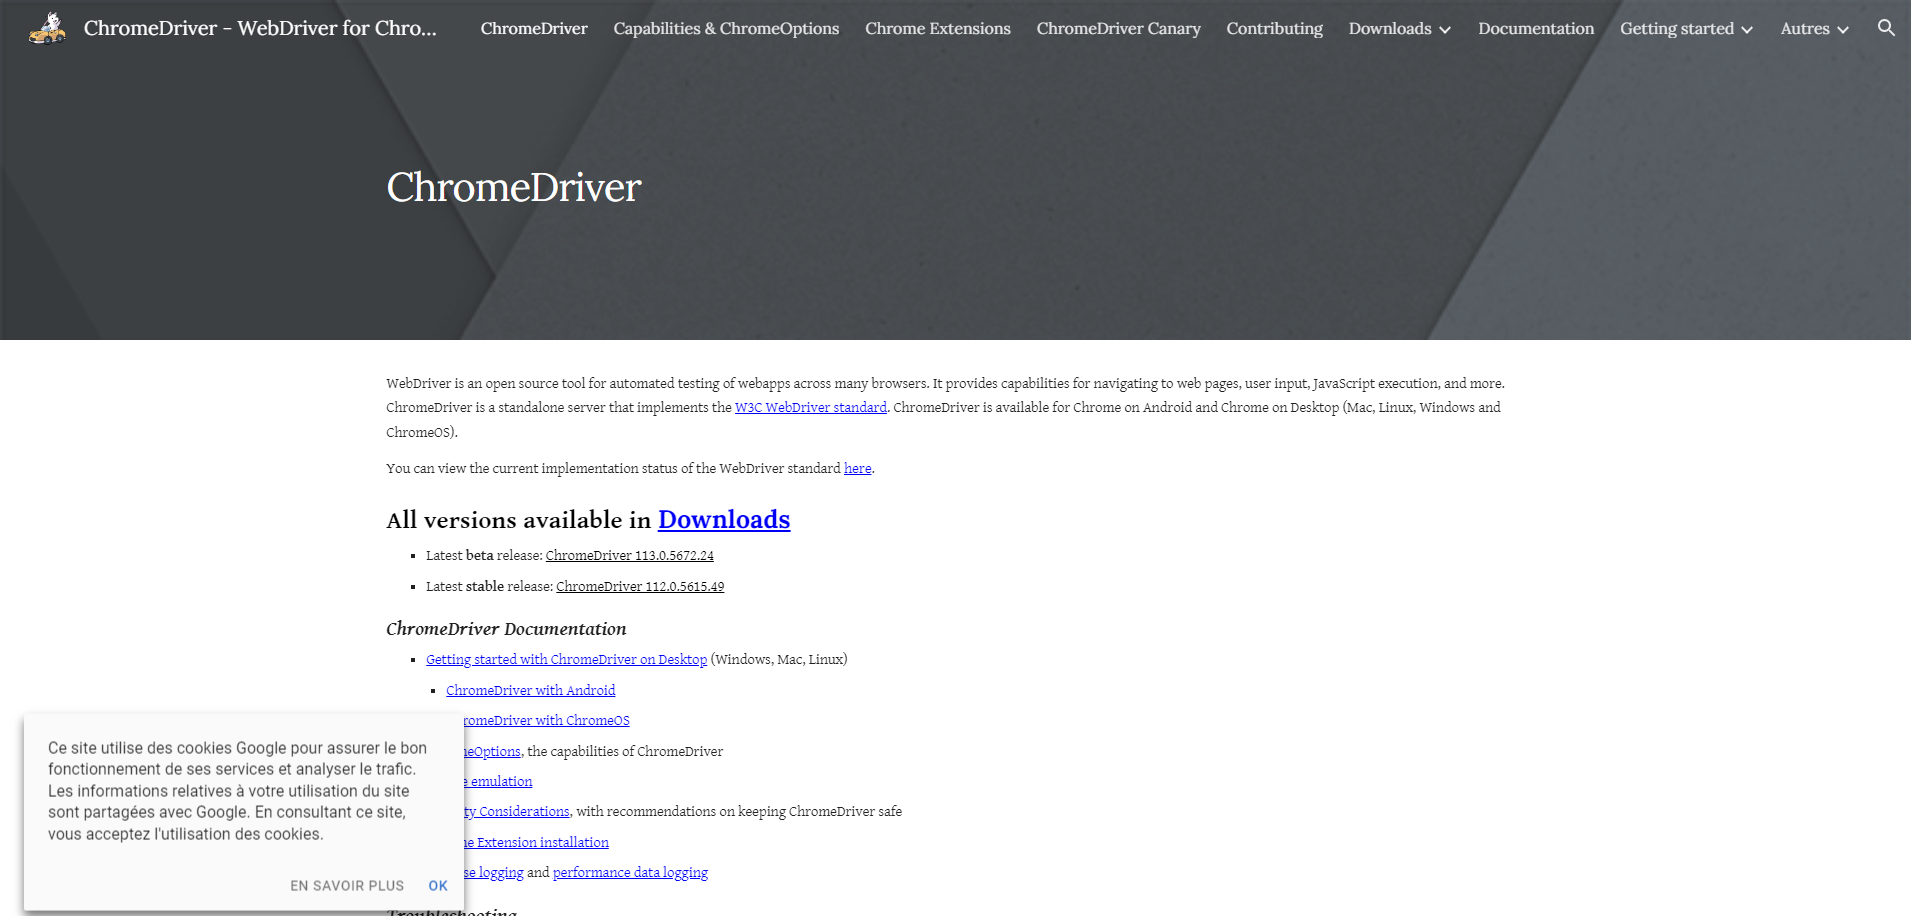 ChromeDriver - WebDriver for Chro...
ChromeDriver
Capabilities & ChromeOptions
Chrome Extensions
ChromeDriver Canary
Contributing
Downloads
Documentation
Getting started
Autres
ChromeDriver
WebDriver is an open source tool for automated testing of webapps across many browsers. It provides capabilities for navigating to web pages, user input, JavaScript execution, and more.
ChromeDriver is a standalone server that implements the W3C WebDriver standard. ChromeDriver is available for Chrome on Android and Chrome on Desktop (Mac, Linux, Windows and
ChromeOS).
You can view the current implementation status of the WebDriver standard here.
All versions available in Downloads
Latest beta release: ChromeDriver 113.0.5672.24
Latest stable release: ChromeDriver 112.0.5615.49
ChromeDriver Documentation
Getting started with ChromeDriver on Desktop (Windows, Mac, Linux)
ChromeDriver with Android
romeDriver with ChromeOS
neOptions, the capabilities of ChromeDriver
e emulation
ty Considerations, with recommendations on keeping ChromeDriver safe
ne Extension installation
se logging and performance data logging
Troubleshooting
Ce site utilise des cookies Google pour assurer le bon
fonctionnement de ses services et analyser le trafic.
Les informations relatives à votre utilisation du site
sont partagées avec Google. En consultant ce site,
vous acceptez l'utilisation des cookies.
EN SAVOIR PLUS
OK